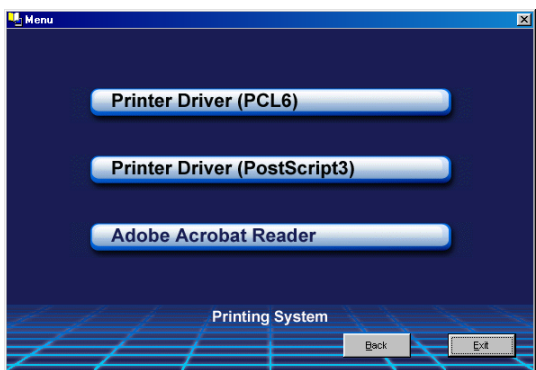 Menu
Printer Driver (PCL6)
Printer Driver (PostScript3)
Adobe Acrobat Reader
Printing System
Back
Exit